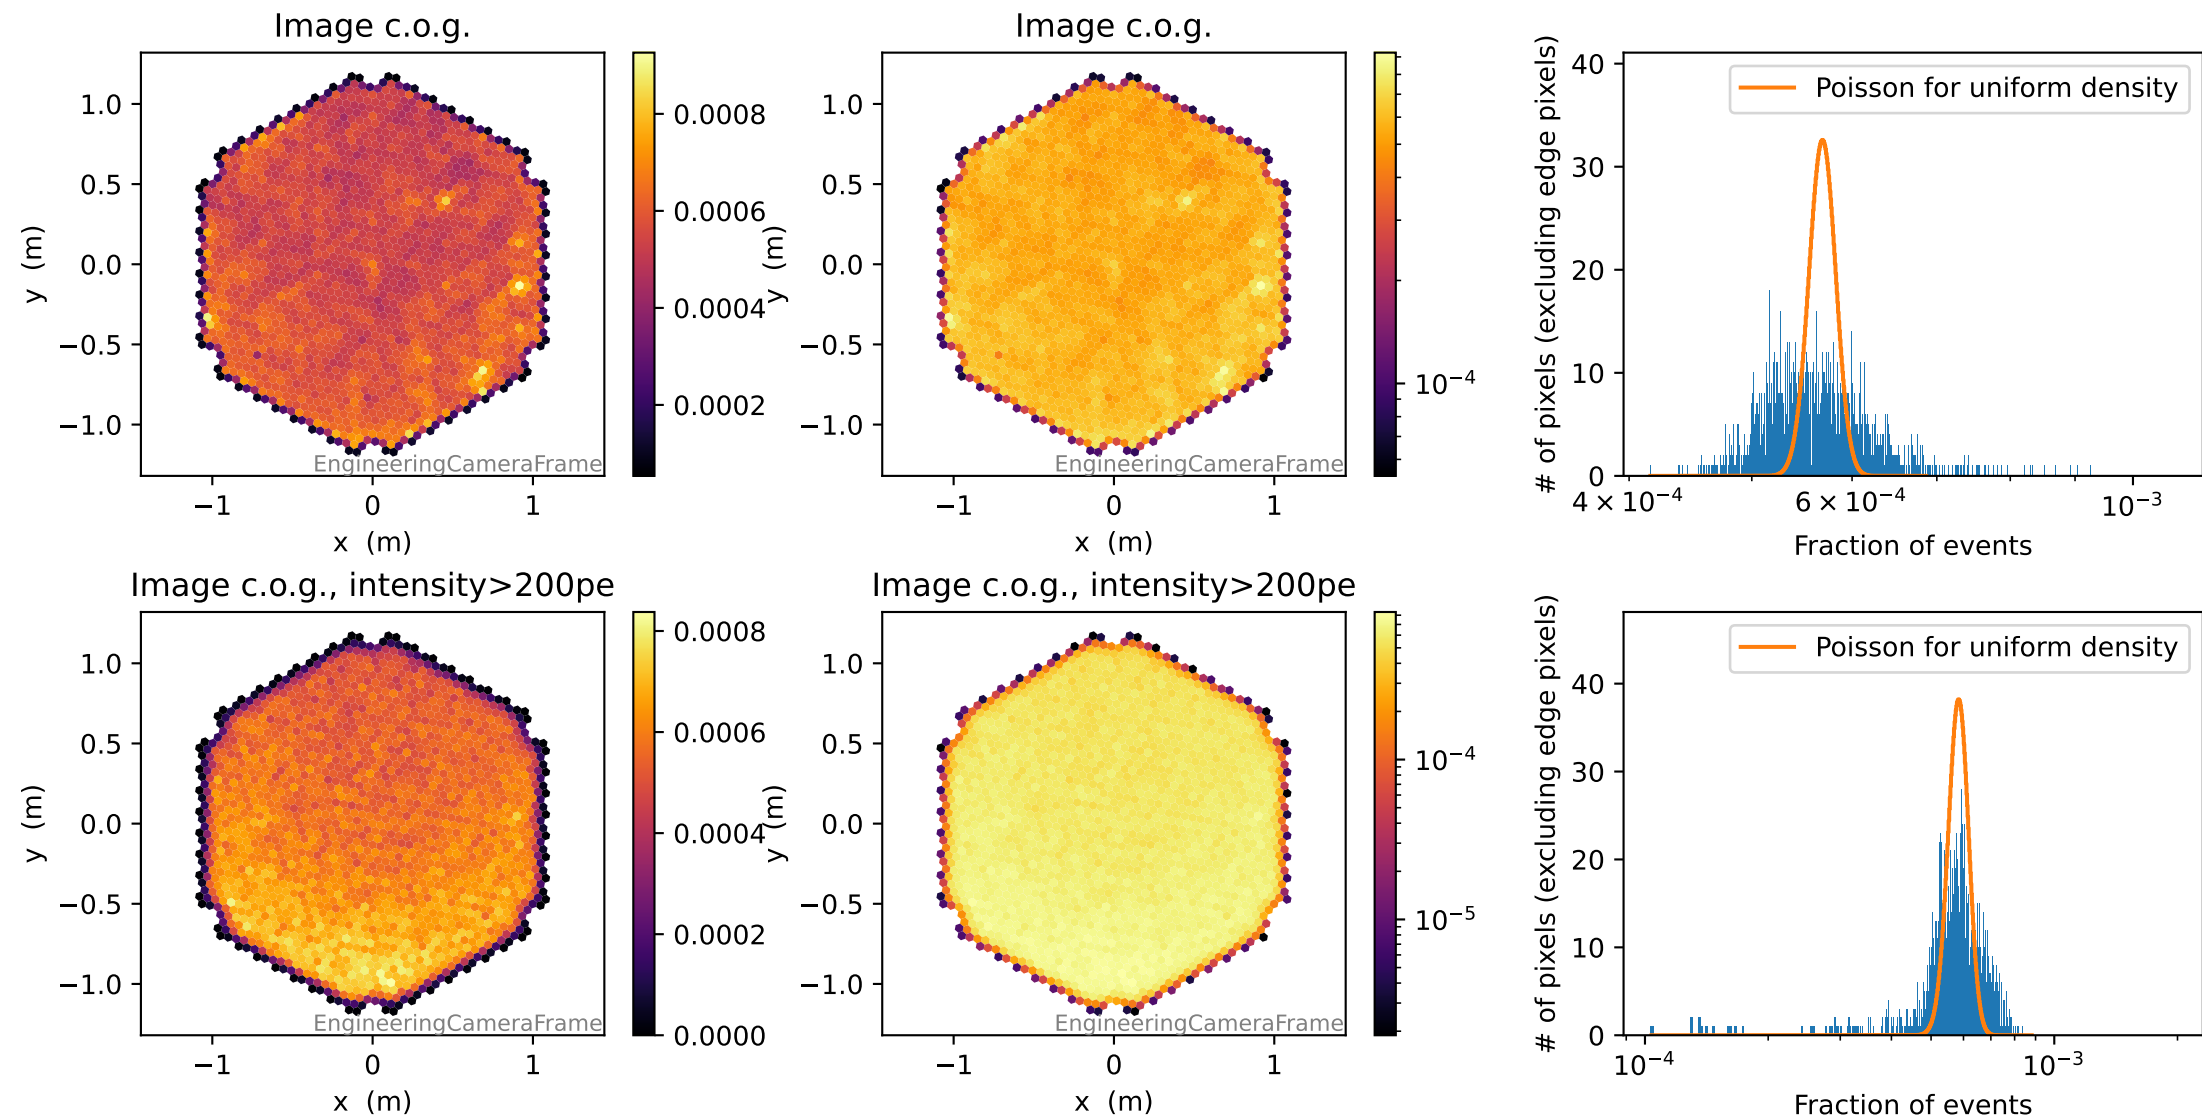 Image c.o.g.
1.0
0.5
0.0
−0.5
−1.0
y (m)
−1 0 1
x (m)
EngineeringCameraFrame
0.0008
0.0006
0.0004
0.0002
Image c.o.g.
1.0
0.5
0.0
−0.5
−1.0
y (m)
−1 0 1
x (m)
EngineeringCameraFrame
10⁻⁴
# of pixels (excluding edge pixels)
40
30
20
10
0
Poisson for uniform density
4 × 10⁻⁴ 6 × 10⁻⁴ 10⁻³
Fraction of events
Image c.o.g., intensity>200pe
1.0
0.5
0.0
−0.5
−1.0
y (m)
−1 0 1
x (m)
EngineeringCameraFrame
0.0008
0.0006
0.0004
0.0002
0.0000
Image c.o.g., intensity>200pe
1.0
0.5
0.0
−0.5
−1.0
y (m)
−1 0 1
x (m)
EngineeringCameraFrame
10⁻⁴
10⁻⁵
# of pixels (excluding edge pixels)
40
30
20
10
0
Poisson for uniform density
10⁻⁴ 10⁻³
Fraction of events